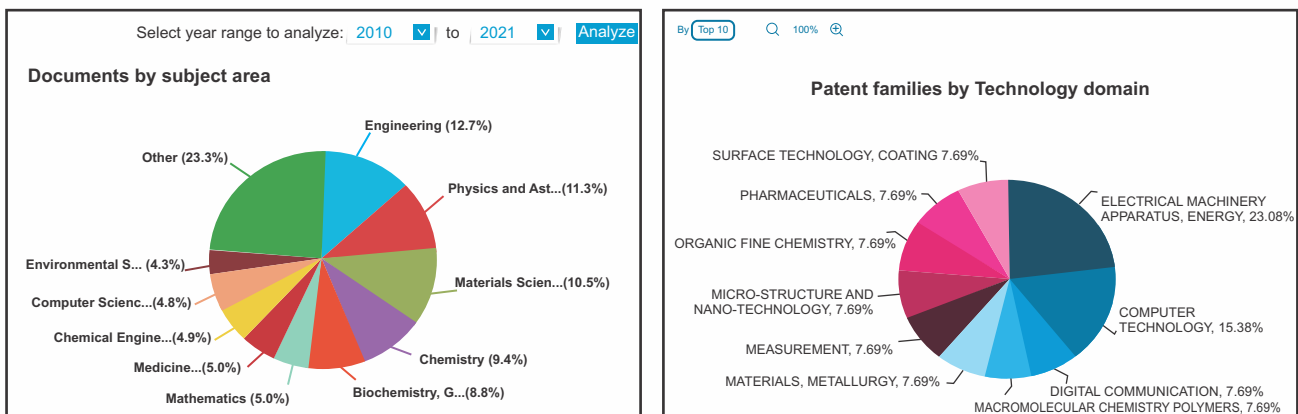 Select year range to analyze: 2010 to 2021 Analyze
Documents by subject area
Engineering (12.7%)
Other (23.3%)
Physics and Ast...(11.3%)
Environmental S... (4.3%)
Materials Scien...(10.5%)
Computer Scienc...(4.8%)
Chemical Engine...(4.9%)
Chemistry (9.4%)
Medicine...(5.0%)
Biochemistry, G...(8.8%)
Mathematics (5.0%)
By Top 10 100%
Patent families by Technology domain
SURFACE TECHNOLOGY, COATING 7.69%
PHARMACEUTICALS, 7.69%
ELECTRICAL MACHINERY
APPARATUS, ENERGY, 23.08%
ORGANIC FINE CHEMISTRY, 7.69%
MICRO-STRUCTURE AND
NANO-TECHNOLOGY, 7.69%
COMPUTER
TECHNOLOGY, 15.38%
MEASUREMENT, 7.69%
MATERIALS, METALLURGY, 7.69%
DIGITAL COMMUNICATION, 7.69%
MACROMOLECULAR CHEMISTRY POLYMERS, 7.69%